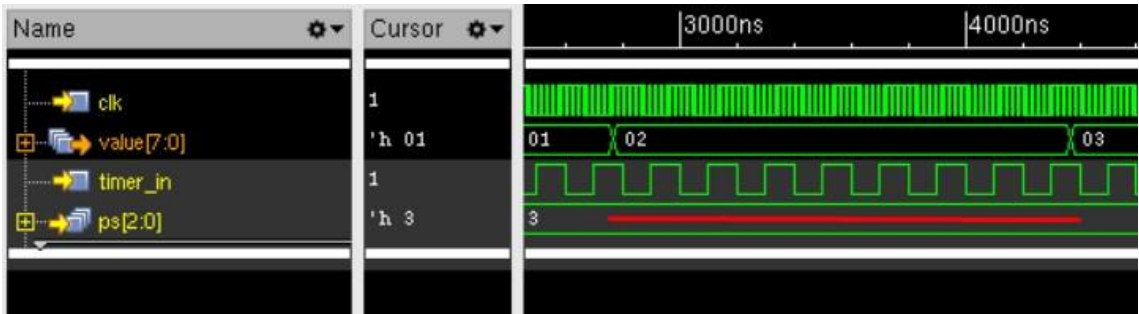 Name Cursor 3000ns 4000ns
clk 1
value[7:0] 'h 01 01 02 03
timer_in 1
ps[2:0] 'h 3 3